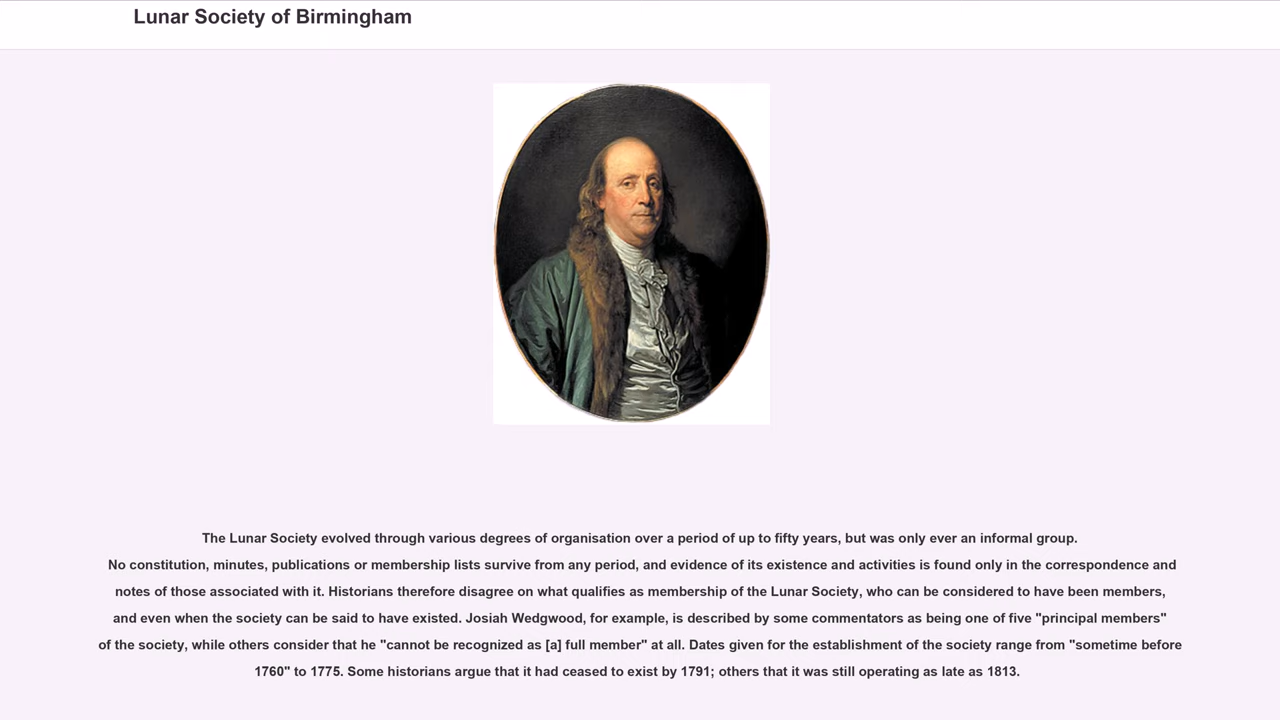 Lunar Society of Birmingham
The Lunar Society evolved through various degrees of organisation over a period of up to fifty years, but was only ever an informal group.
No constitution, minutes, publications or membership lists survive from any period, and evidence of its existence and activities is found only in the correspondence and
notes of those associated with it. Historians therefore disagree on what qualifies as membership of the Lunar Society, who can be considered to have been members,
and even when the society can be said to have existed. Josiah Wedgwood, for example, is described by some commentators as being one of five "principal members"
of the society, while others consider that he "cannot be recognized as [a] full member" at all. Dates given for the establishment of the society range from "sometime before
1760" to 1775. Some historians argue that it had ceased to exist by 1791; others that it was still operating as late as 1813.